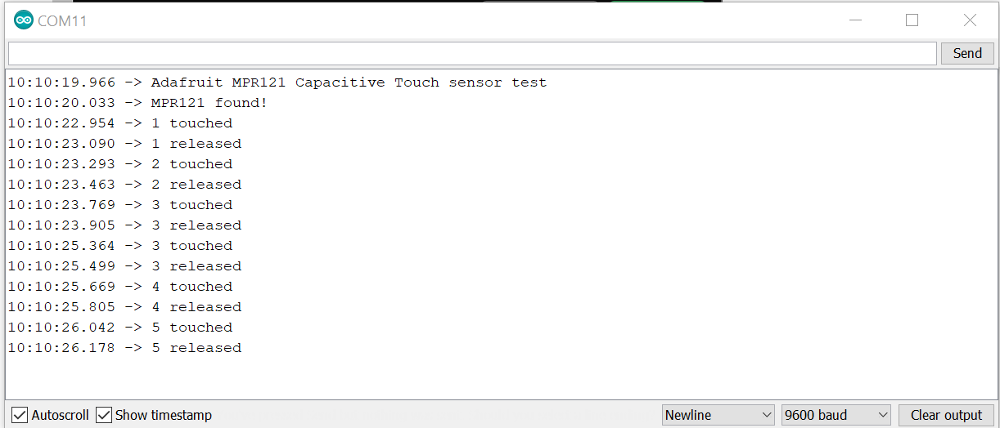 COM11
Send
10:10:19.966 -> Adafruit MPR121 Capacitive Touch sensor test
10:10:20.033 -> MPR121 found!
10:10:22.954 -> 1 touched
10:10:23.090 -> 1 released
10:10:23.293 -> 2 touched
10:10:23.463 -> 2 released
10:10:23.769 -> 3 touched
10:10:23.905 -> 3 released
10:10:25.364 -> 3 touched
10:10:25.499 -> 3 released
10:10:25.669 -> 4 touched
10:10:25.805 -> 4 released
10:10:26.042 -> 5 touched
10:10:26.178 -> 5 released
Autoscroll Show timestamp Newline 9600 baud Clear output